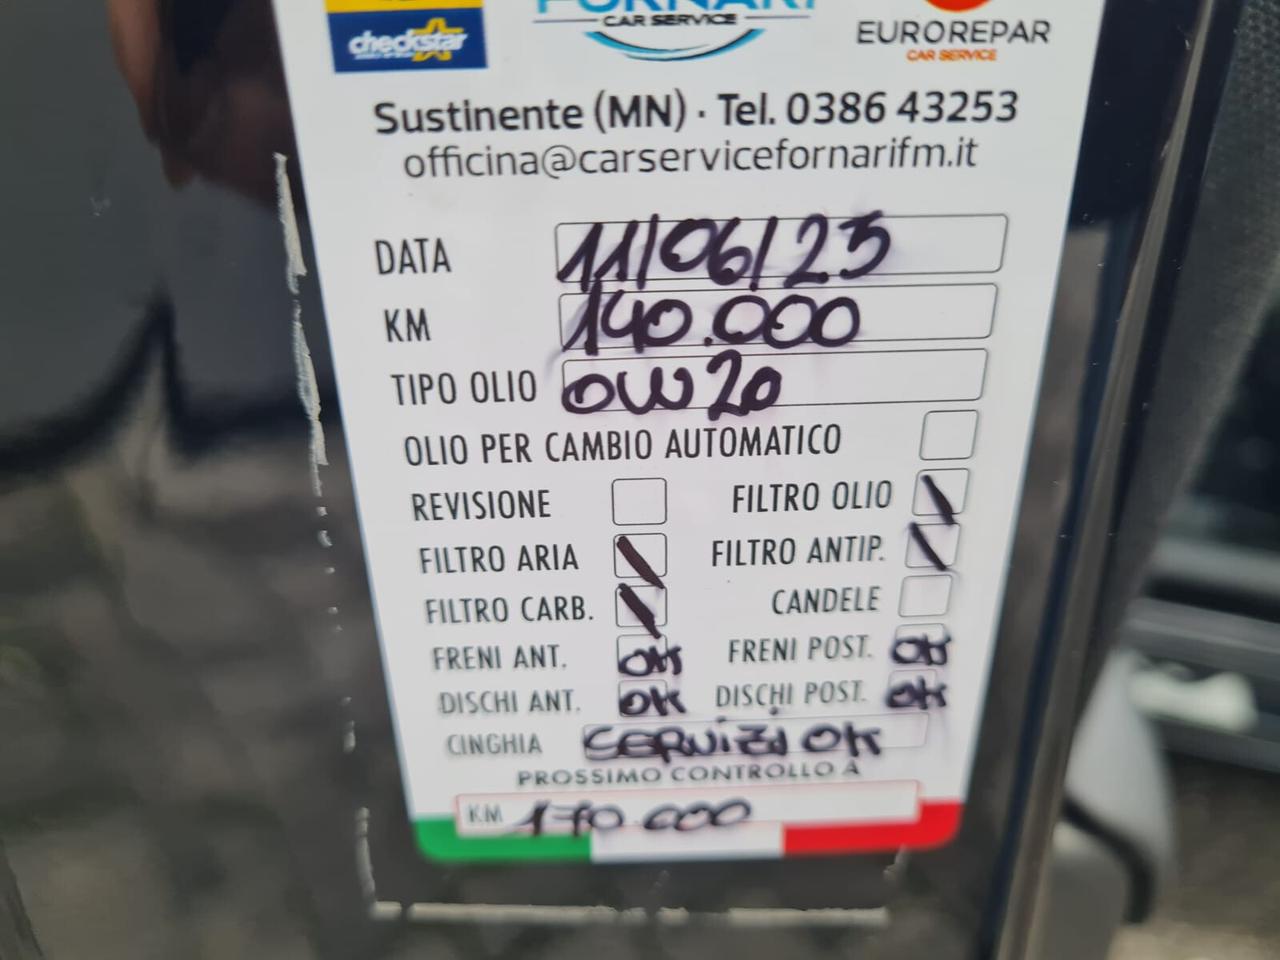 checkstar
FORNARI
CAR SERVICE
EUROREPAR
CAR SERVICE
Sustinente (MN) · Tel. 0386 43253
officina@carservicefornarifm.it
DATA 11/06/25
KM 140.000
TIPO OLIO 0W20
OLIO PER CAMBIO AUTOMATICO
REVISIONE FILTRO OLIO
FILTRO ARIA FILTRO ANTIP.
FILTRO CARB. CANDELE
FRENI ANT. OK FRENI POST. OK
DISCHI ANT. OK DISCHI POST. OK
CINGHIA SERVIZI OK
PROSSIMO CONTROLLO A
KM 170.000